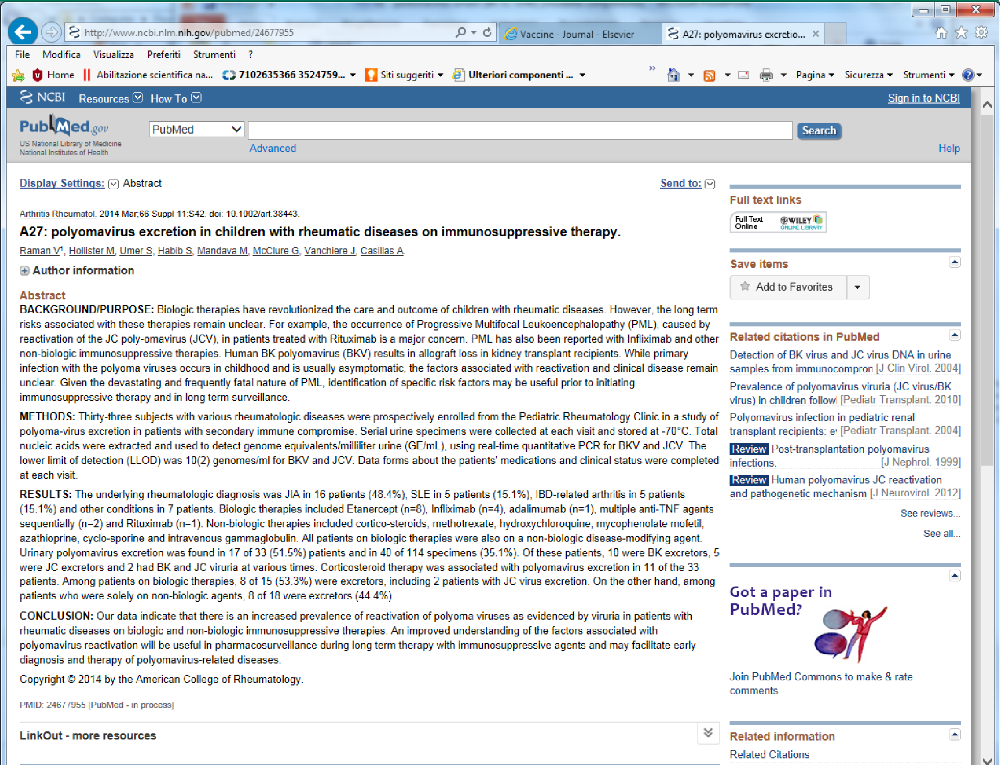 http://www.ncbi.nlm.nih.gov/pubmed/24677955
Vaccine - Journal - Elsevier
A27: polyomavirus excretio...
File Modifica Visualizza Preferiti Strumenti ?
Home Abilitazione scientifica na... 7102635366 3524759... Siti suggeriti Ulteriori componenti ... » Pagina Sicurezza Strumenti
NCBI Resources How To Sign in to NCBI
PubMed.gov
US National Library of Medicine
National Institutes of Health
PubMed
Search
Advanced
Help
Display Settings: Abstract
Send to:
Arthritis Rheumatol. 2014 Mar;66 Suppl 11:S42. doi: 10.1002/art.38443.
A27: polyomavirus excretion in children with rheumatic diseases on immunosuppressive therapy.
Raman V1, Hollister M, Umer S, Habib S, Mandava M, McClure G, Vanchiere J, Casillas A.
Author information
Abstract
BACKGROUND/PURPOSE: Biologic therapies have revolutionized the care and outcome of children with rheumatic diseases. However, the long term
risks associated with these therapies remain unclear. For example, the occurrence of Progressive Multifocal Leukoencephalopathy (PML), caused by
reactivation of the JC poly-omavirus (JCV), in patients treated with Rituximab is a major concern. PML has also been reported with Infliximab and other
non-biologic immunosuppressive therapies. Human BK polyomavirus (BKV) results in allograft loss in kidney transplant recipients. While primary
infection with the polyoma viruses occurs in childhood and is usually asymptomatic, the factors associated with reactivation and clinical disease remain
unclear. Given the devastating and frequently fatal nature of PML, identification of specific risk factors may be useful prior to initiating
immunosuppressive therapy and in long term surveillance.
METHODS: Thirty-three subjects with various rheumatologic diseases were prospectively enrolled from the Pediatric Rheumatology Clinic in a study of
polyoma-virus excretion in patients with secondary immune compromise. Serial urine specimens were collected at each visit and stored at -70°C. Total
nucleic acids were extracted and used to detect genome equivalents/milliliter urine (GE/mL), using real-time quantitative PCR for BKV and JCV. The
lower limit of detection (LLOD) was 10(2) genomes/ml for BKV and JCV. Data forms about the patients' medications and clinical status were completed
at each visit.
RESULTS: The underlying rheumatologic diagnosis was JIA in 16 patients (48.4%), SLE in 5 patients (15.1%), IBD-related arthritis in 5 patients
(15.1%) and other conditions in 7 patients. Biologic therapies included Etanercept (n=8), Infliximab (n=4), adalimumab (n=1), multiple anti-TNF agents
sequentially (n=2) and Rituximab (n=1). Non-biologic therapies included cortico-steroids, methotrexate, hydroxychloroquine, mycophenolate mofetil,
azathioprine, cyclo-sporine and intravenous gammaglobulin. All patients on biologic therapies were also on a non-biologic disease-modifying agent.
Urinary polyomavirus excretion was found in 17 of 33 (51.5%) patients and in 40 of 114 specimens (35.1%). Of these patients, 10 were BK excretors, 5
were JC excretors and 2 had BK and JC viruria at various times. Corticosteroid therapy was associated with polyomavirus excretion in 11 of the 33
patients. Among patients on biologic therapies, 8 of 15 (53.3%) were excretors, including 2 patients with JC virus excretion. On the other hand, among
patients who were solely on non-biologic agents, 8 of 18 were excretors (44.4%).
CONCLUSION: Our data indicate that there is an increased prevalence of reactivation of polyoma viruses as evidenced by viruria in patients with
rheumatic diseases on biologic and non-biologic immunosuppressive therapies. An improved understanding of the factors associated with
polyomavirus reactivation will be useful in pharmacosurveillance during long term therapy with immunosuppressive agents and may facilitate early
diagnosis and therapy of polyomavirus-related diseases.
Copyright © 2014 by the American College of Rheumatology.
PMID: 24677955 [PubMed - in process]
LinkOut - more resources
Full text links
Full Text
Online
WILEY
ONLINE LIBRARY
Save items
Add to Favorites
Related citations in PubMed
Detection of BK virus and JC virus DNA in urine
samples from immunocompron [J Clin Virol. 2004]
Prevalence of polyomavirus viruria (JC virus/BK
virus) in children follow [Pediatr Transplant. 2010]
Polyomavirus infection in pediatric renal
transplant recipients: e [Pediatr Transplant. 2004]
Review Post-transplantation polyomavirus
infections. [J Nephrol. 1999]
Review Human polyomavirus JC reactivation
and pathogenetic mechanism [J Neurovirol. 2012]
See reviews...
See all...
Got a paper in
PubMed?
Join PubMed Commons to make & rate
comments
Related information
Related Citations